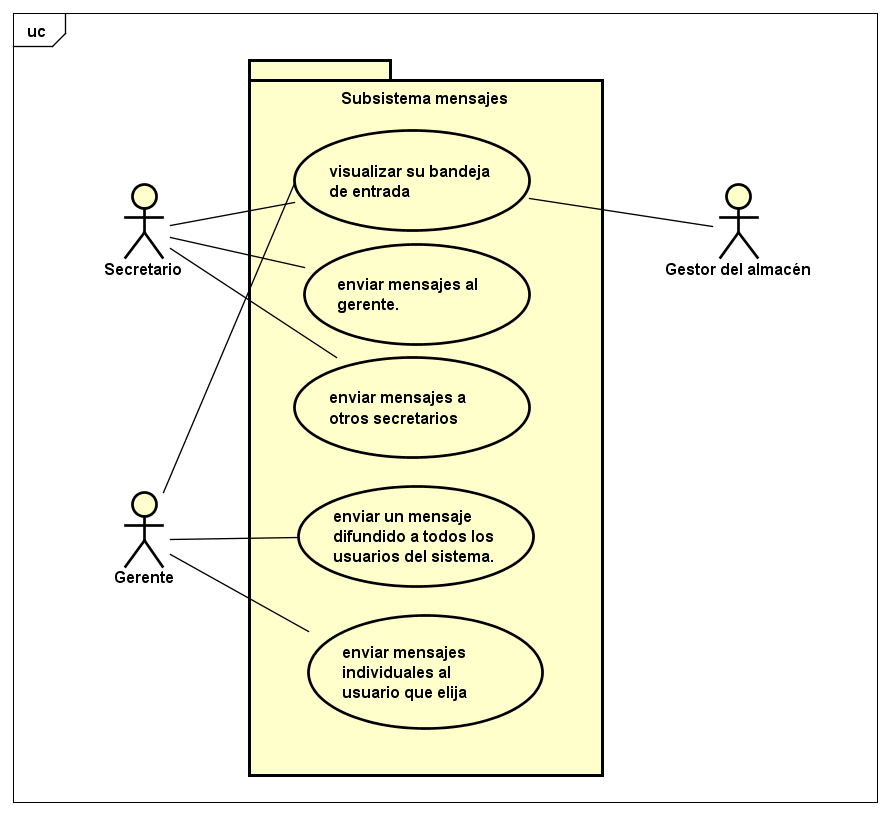 uc
Subsistema mensajes
visualizar su bandeja
de entrada
Secretario
Gestor del almacén
enviar mensajes al
gerente.
enviar mensajes a
otros secretarios
enviar un mensaje
difundido a todos los
usuarios del sistema.
Gerente
enviar mensajes
individuales al
usuario que elija